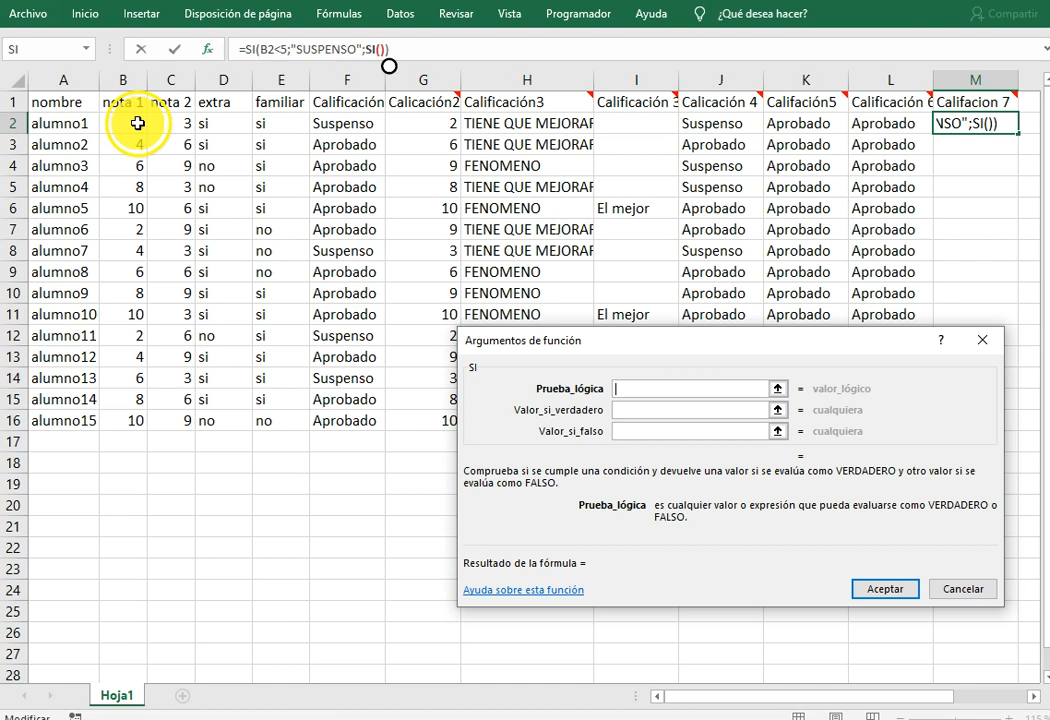 Archivo Inicio Insertar Disposición de página Fórmulas Datos Revisar Vista Programador Ayuda ¿Qué desea hacer? Compartir
SI =SI(B2<5;"SUSPENSO";SI())
A B C D E F G H I J K L M
1 nombre nota 1 nota 2 extra familiar Calificación Calicación2 Calificación3 Calificación 3 Calicación 4 Califación5 Calificación 6 Califacion 7
2 alumno1 3 si si Suspenso 2 TIENE QUE MEJORAR Suspenso Aprobado Aprobado NSO";SI())
3 alumno2 4 6 si si Aprobado 6 TIENE QUE MEJORAR Aprobado Aprobado Aprobado
4 alumno3 6 9 no si Aprobado 9 FENOMENO Suspenso Aprobado Aprobado
5 alumno4 8 3 no si Aprobado 8 TIENE QUE MEJORAR Suspenso Aprobado Aprobado
6 alumno5 10 6 si si Aprobado 10 FENOMENO El mejor Aprobado Aprobado Aprobado
7 alumno6 2 9 si no Aprobado 9 TIENE QUE MEJORAR Aprobado Aprobado Aprobado
8 alumno7 4 3 si no Suspenso 3 TIENE QUE MEJORAR Suspenso Aprobado Aprobado
9 alumno8 6 6 si no Aprobado 6 FENOMENO Aprobado Aprobado Aprobado
10 alumno9 8 9 si si Aprobado 9 FENOMENO Aprobado Aprobado Aprobado
11 alumno10 10 3 si si Aprobado 10 FENOMENO El mejor Aprobado Aprobado Aprobado
12 alumno11 2 6 no si Suspenso 2
13 alumno12 4 9 si si Aprobado 9
14 alumno13 6 3 si si Suspenso 3
15 alumno14 8 6 si si Aprobado 8
16 alumno15 10 9 no no Aprobado 10
17
18
19
20
21
22
23
24
25
26
27
28
Argumentos de función ?
SI
Prueba_lógica = valor_lógico
Valor_si_verdadero = cualquiera
Valor_si_falso = cualquiera
=
Comprueba si se cumple una condición y devuelve una valor si se evalúa como VERDADERO y otro valor si se
evalúa como FALSO.
Prueba_lógica es cualquier valor o expresión que pueda evaluarse como VERDADERO o
FALSO.
Resultado de la fórmula =
Ayuda sobre esta función Aceptar Cancelar
Hoja1
Modificar 115 %